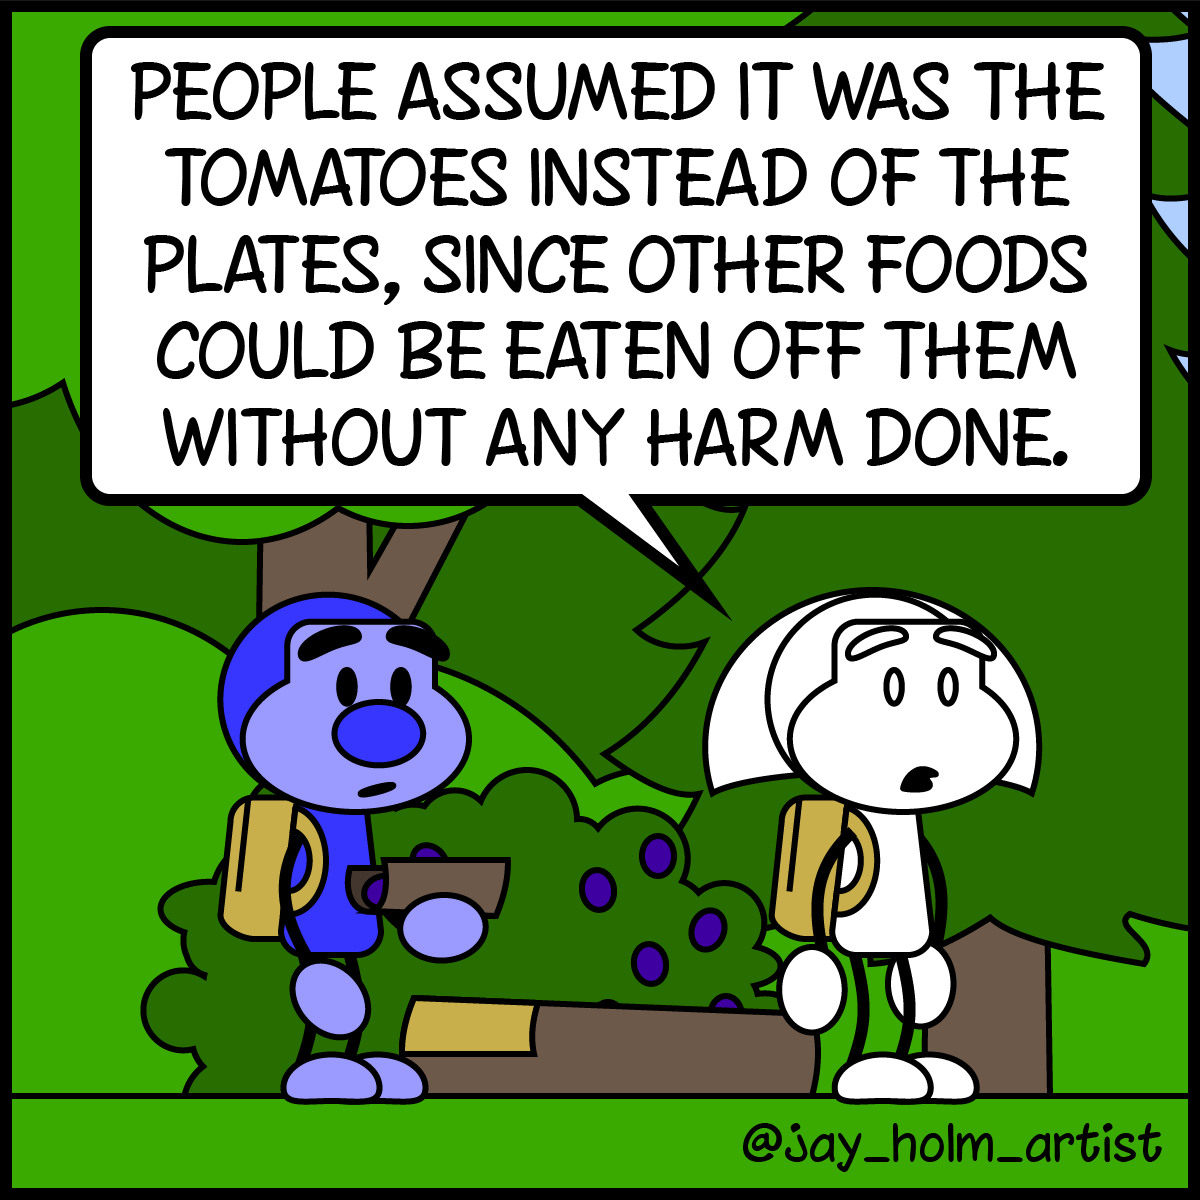 PEOPLE ASSUMED IT WAS THE
TOMATOES INSTEAD OF THE
PLATES, SINCE OTHER FOODS
COULD BE EATEN OFF THEM
WITHOUT ANY HARM DONE.
@jay_holm_artist